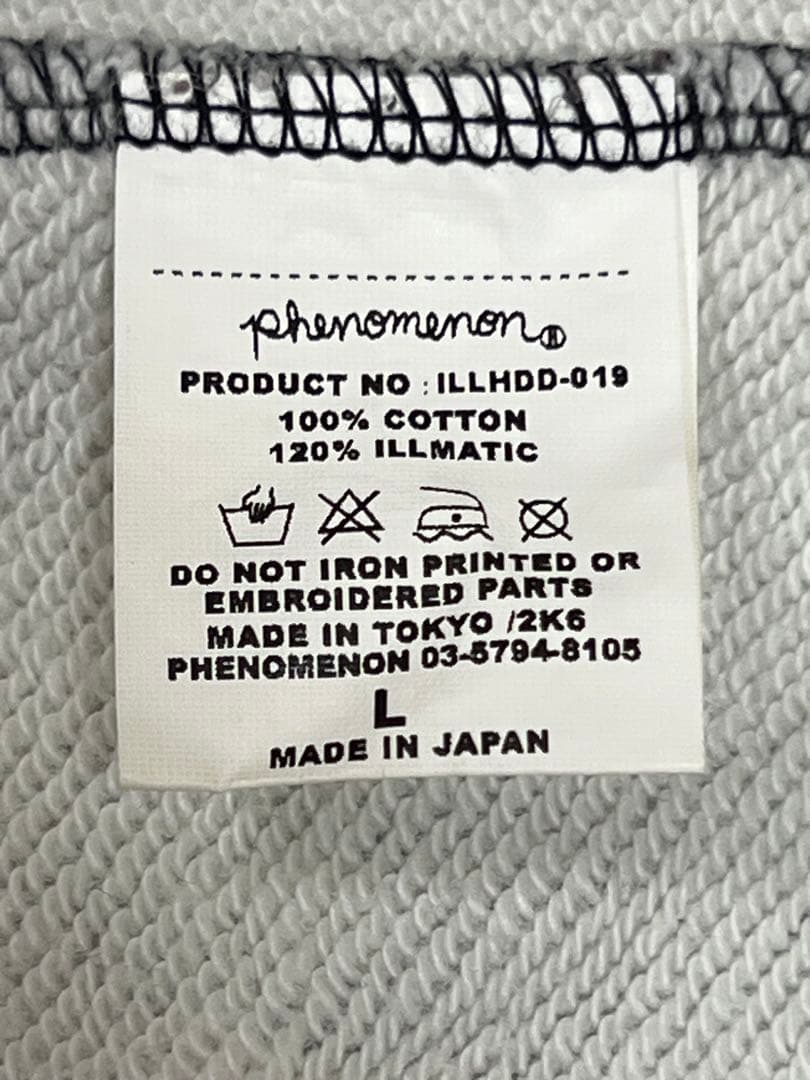 phenomenon®
PRODUCT NO : ILLHDD-019
100% COTTON
120% ILLMATIC
DO NOT IRON PRINTED OR
EMBROIDERED PARTS
MADE IN TOKYO /2K6
PHENOMENON 03-5794-8105
L
MADE IN JAPAN